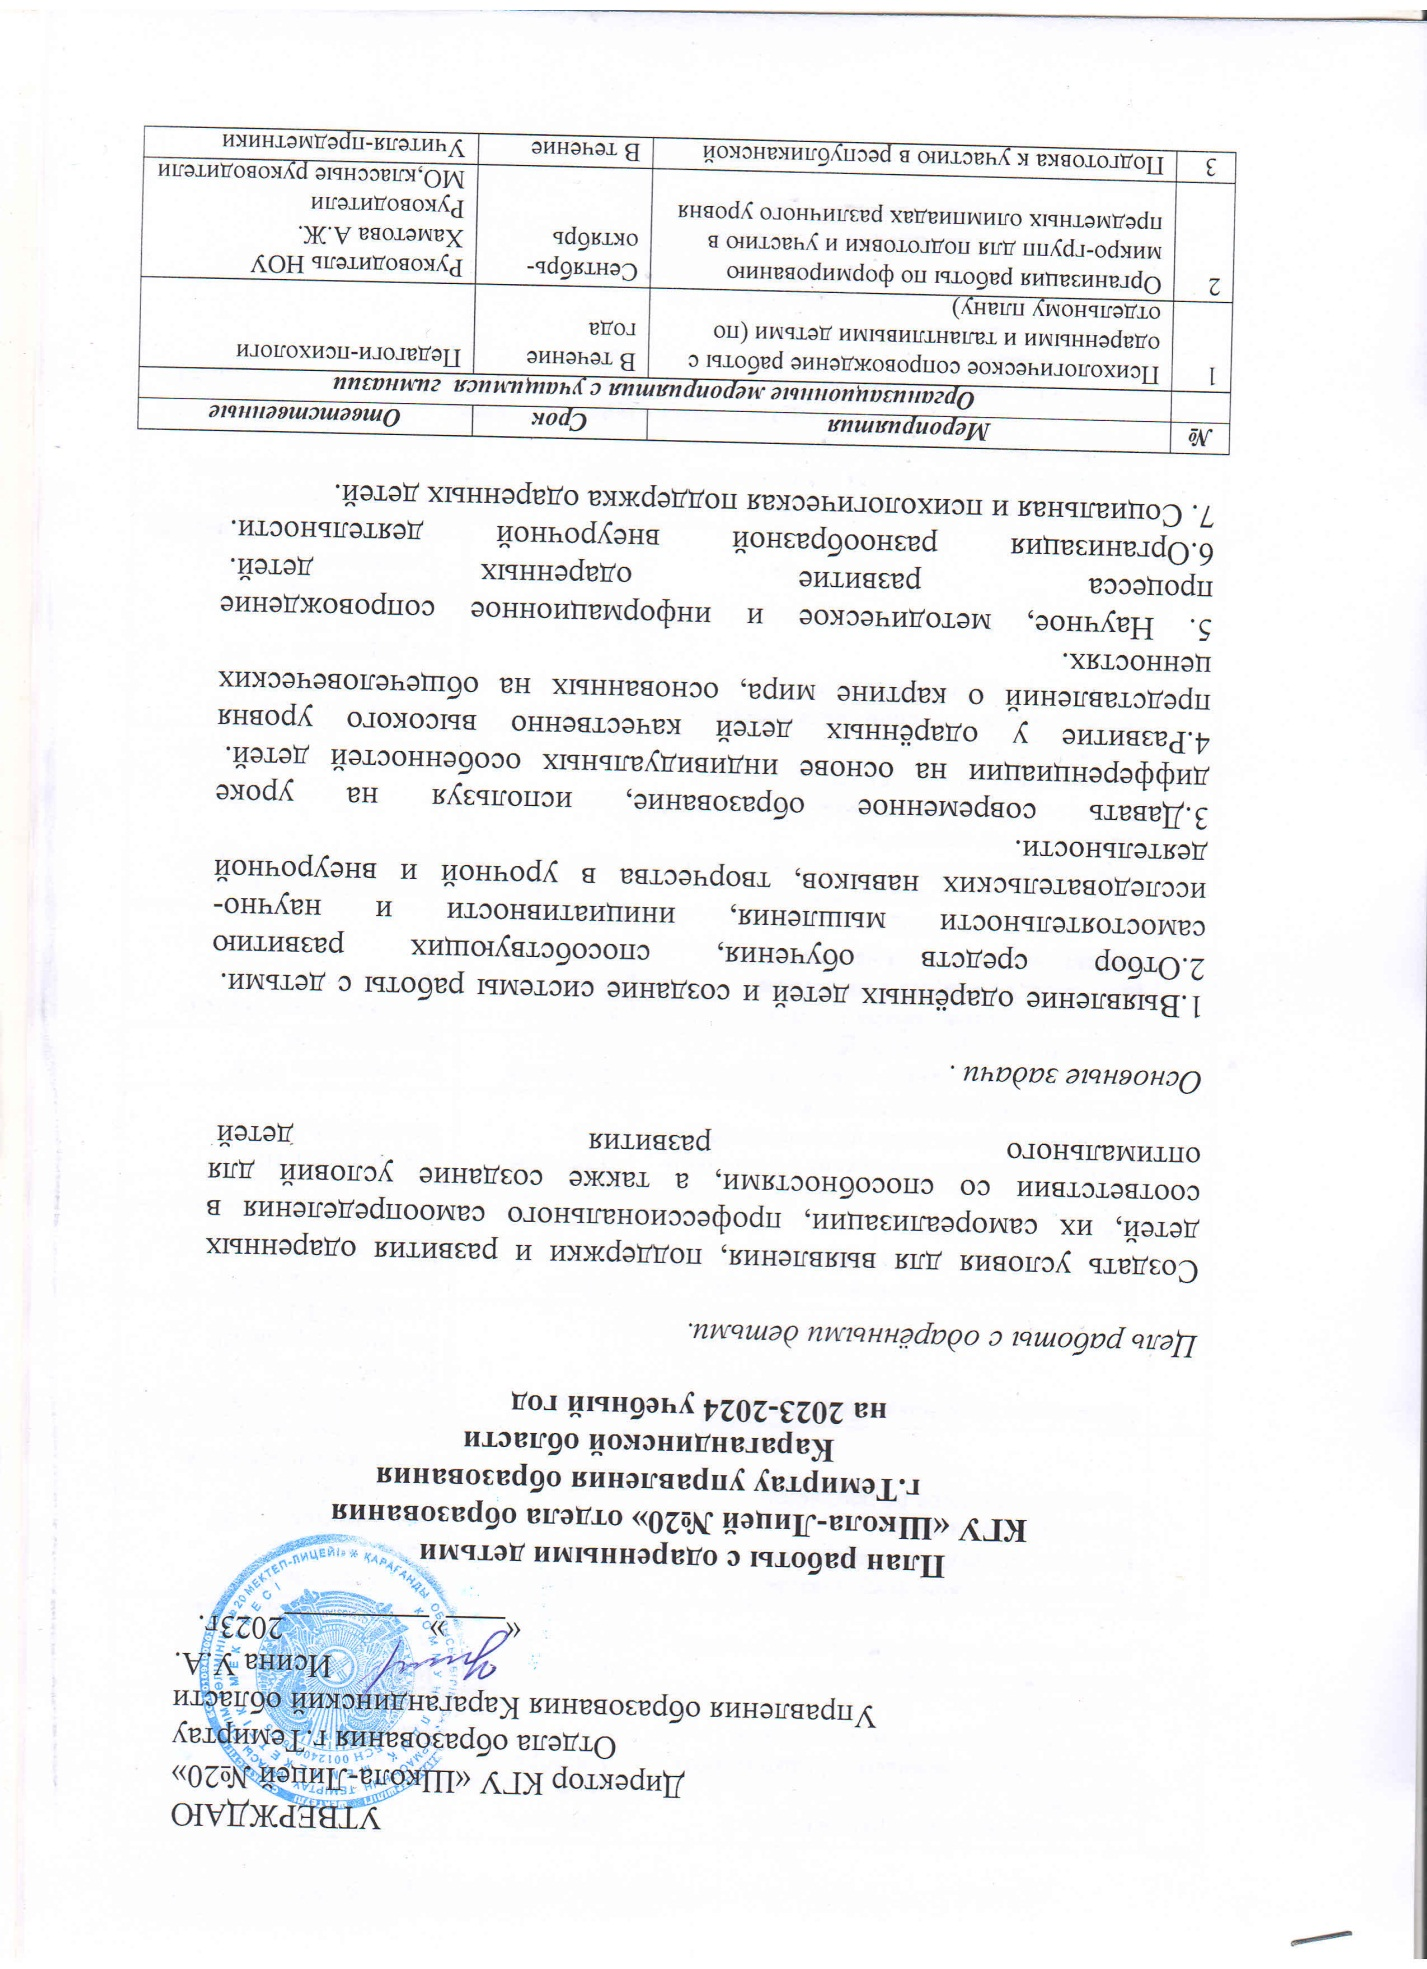 УТВЕРЖДАЮ
Директор КГУ «Школа-Лицей №20»
Отдела образования г.Темиртау
Управления образования Карагандинский области
Исина У.А.
«____»__________2023г.
План работы с одаренными детьми
КГУ «Школа-Лицей №20» отдела образования
г.Темиртау управления образования
Карагандинской области
на 2023-2024 учебный год
Цель работы с одарёнными детьми.
Создать условия для выявления, поддержки и развития одаренных
детей, их самореализации, профессионального самоопределения в
соответствии со способностями, а также создание условий для
оптимального развития детей
Основные задачи .
1.Выявление одарённых детей и создание системы работы с детьми.
2.Отбор средств обучения, способствующих развитию
самостоятельности мышления, инициативности и научно-
исследовательских навыков, творчества в урочной и внеурочной
деятельности.
3.Давать современное образование, используя на уроке
дифференциации на основе индивидуальных особенностей детей.
4.Развитие у одарённых детей качественно высокого уровня
представлений о картине мира, основанных на общечеловеческих
ценностях.
5. Научное, методическое и информационное сопровождение
процесса развитие одаренных детей.
6.Организация разнообразной внеурочной деятельности.
7. Социальная и психологическая поддержка одаренных детей.
№ Мероприятия Срок Ответственные
Организационные мероприятия с учащимися гимназии
1 Психологическое сопровождение работы с В течение Педагоги-психологи
одаренными и талантливыми детьми (по года
отдельному плану)
2 Организация работы по формированию Сентябрь- Руководитель НОУ
микро-групп для подготовки и участию в октябрь Хаметова А.Ж.
предметных олимпиадах различного уровня Руководители
МО,классные руководители
3 Подготовка к участию в республиканской В течение Учителя-предметники